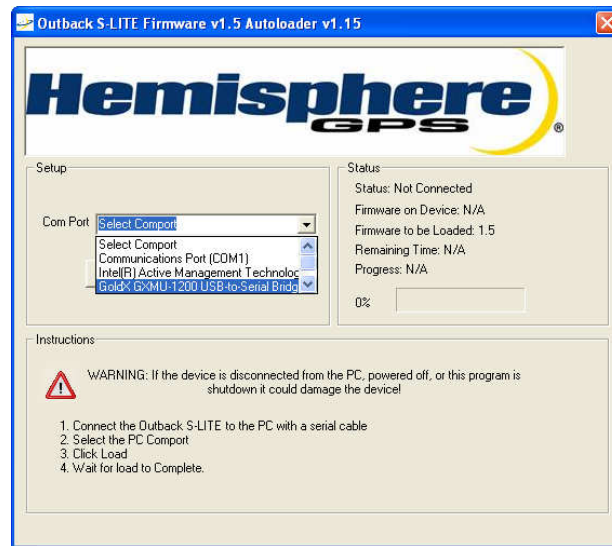 Outback S-LITE Firmware v1.5 Autoloader v1.15
Hemisphere
GPS
®
Setup
Com Port
Select Comport
Select Comport
Communications Port (COM1)
Intel(R) Active Management Technolog
GoldX GXMU-1200 USB-to-Serial Bridg
Status
Status: Not Connected
Firmware on Device: N/A
Firmware to be Loaded: 1.5
Remaining Time: N/A
Progress: N/A
0%
Instructions
WARNING: If the device is disconnected from the PC, powered off, or this program is
shutdown it could damage the device!
1. Connect the Outback S-LITE to the PC with a serial cable
2. Select the PC Comport
3. Click Load
4. Wait for load to Complete.